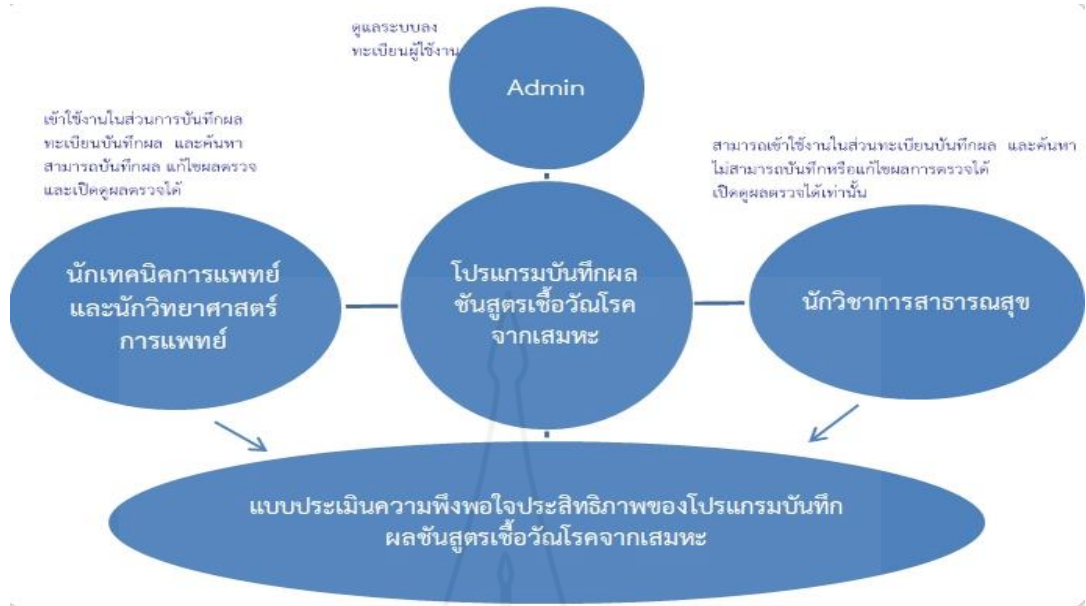 ดูแลระบบลง
ทะเบียนผู้ใช้งาน
Admin
เข้าใช้งานในส่วนการบันทึกผล
ทะเบียนบันทึกผล และค้นหา
สามารถบันทึกผล แก้ไขผลตรวจ
และเปิดดูผลตรวจได้
สามารถเข้าใช้งานในส่วนทะเบียนบันทึกผล และค้นหา
ไม่สามารถบันทึกหรือแก้ไขผลการตรวจได้
เปิดดูผลตรวจได้เท่านั้น
นักเทคนิคการแพทย์
และนักวิทยาศาสตร์
การแพทย์
โปรแกรมบันทึกผล
ชันสูตรเชื้อวัณโรค
จากเสมหะ
นักวิชาการสาธารณสุข
แบบประเมินความพึงพอใจประสิทธิภาพของโปรแกรมบันทึก
ผลชันสูตรเชื้อวัณโรคจากเสมหะ